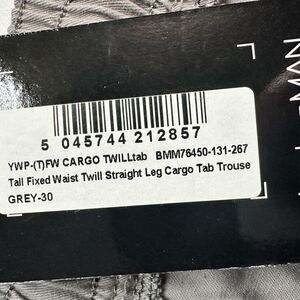 5 045744 212857
YWP-(T)FW CARGO TWILLtab BMM76450-131-267
Tall Fixed Waist Twill Straight Leg Cargo Tab Trouse
GREY-30